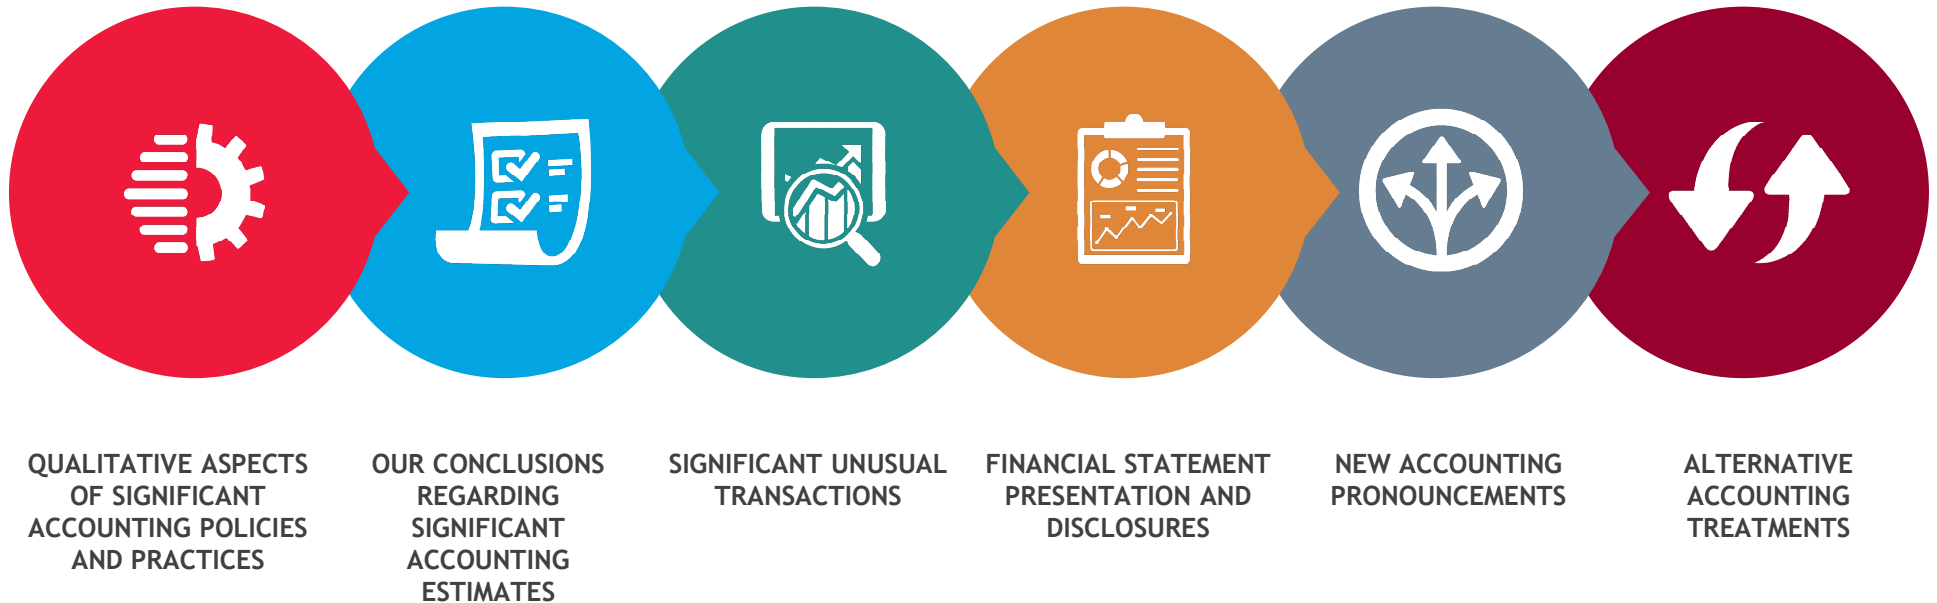 QUALITATIVE ASPECTS
OF SIGNIFICANT
ACCOUNTING POLICIES
AND PRACTICES
OUR CONCLUSIONS
REGARDING
SIGNIFICANT
ACCOUNTING
ESTIMATES
SIGNIFICANT UNUSUAL
TRANSACTIONS
FINANCIAL STATEMENT
PRESENTATION AND
DISCLOSURES
NEW ACCOUNTING
PRONOUNCEMENTS
ALTERNATIVE
ACCOUNTING
TREATMENTS